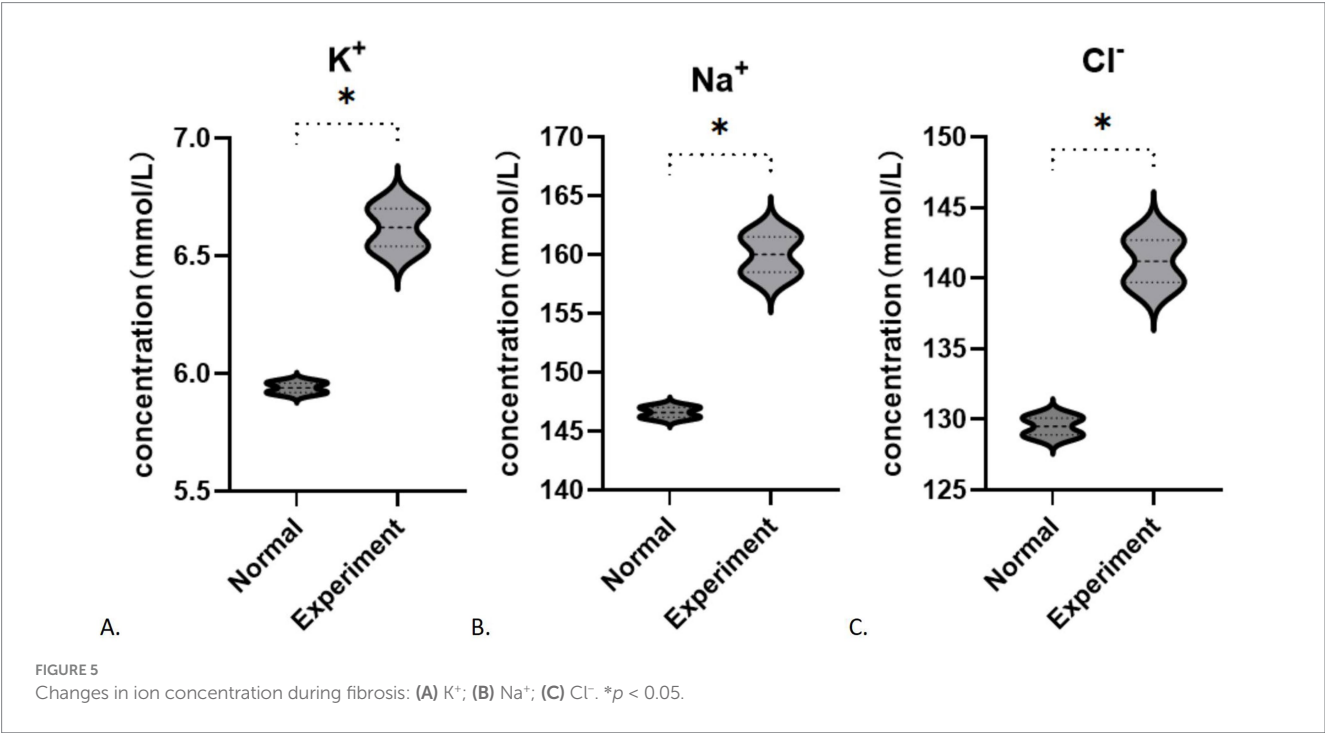 K⁺
*
7.0
6.5
6.0
5.5
concentration (mmol/L)
Normal
Experiment
A.
Na⁺
*
170
165
160
155
150
145
140
concentration (mmol/L)
Normal
Experiment
B.
Cl⁻
*
150
145
140
135
130
125
concentration (mmol/L)
Normal
Experiment
C.
FIGURE 5
Changes in ion concentration during fibrosis: (A) K⁺; (B) Na⁺; (C) Cl⁻. *p < 0.05.